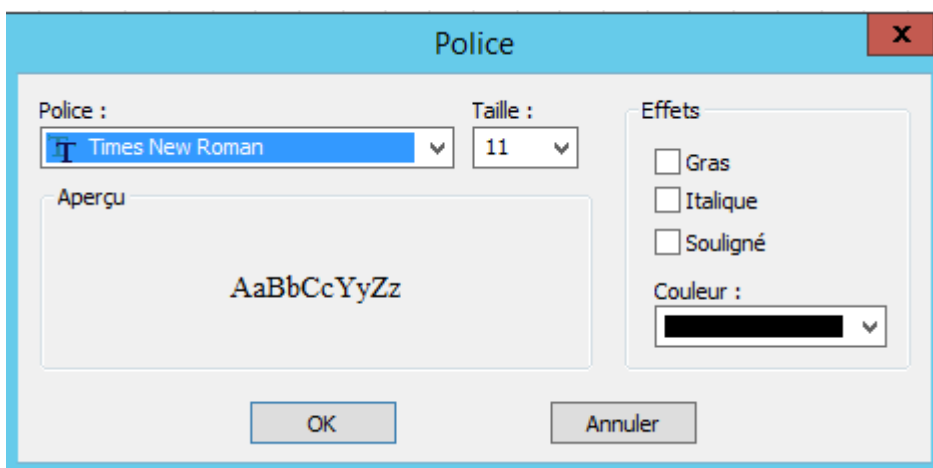 Police
x
Police :
Taille :
Effets
Times New Roman
11
Gras
Italique
Souligné
Aperçu
AaBbCcYyZz
Couleur :
OK
Annuler